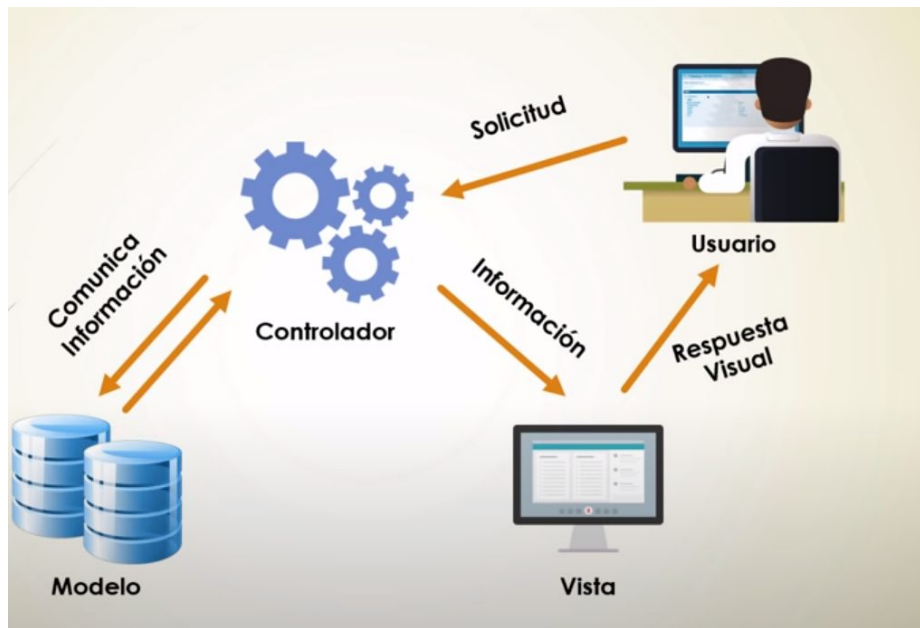 Solicitud
Usuario
Comunica
Información
Controlador
Información
Respuesta
Visual
Modelo
Vista